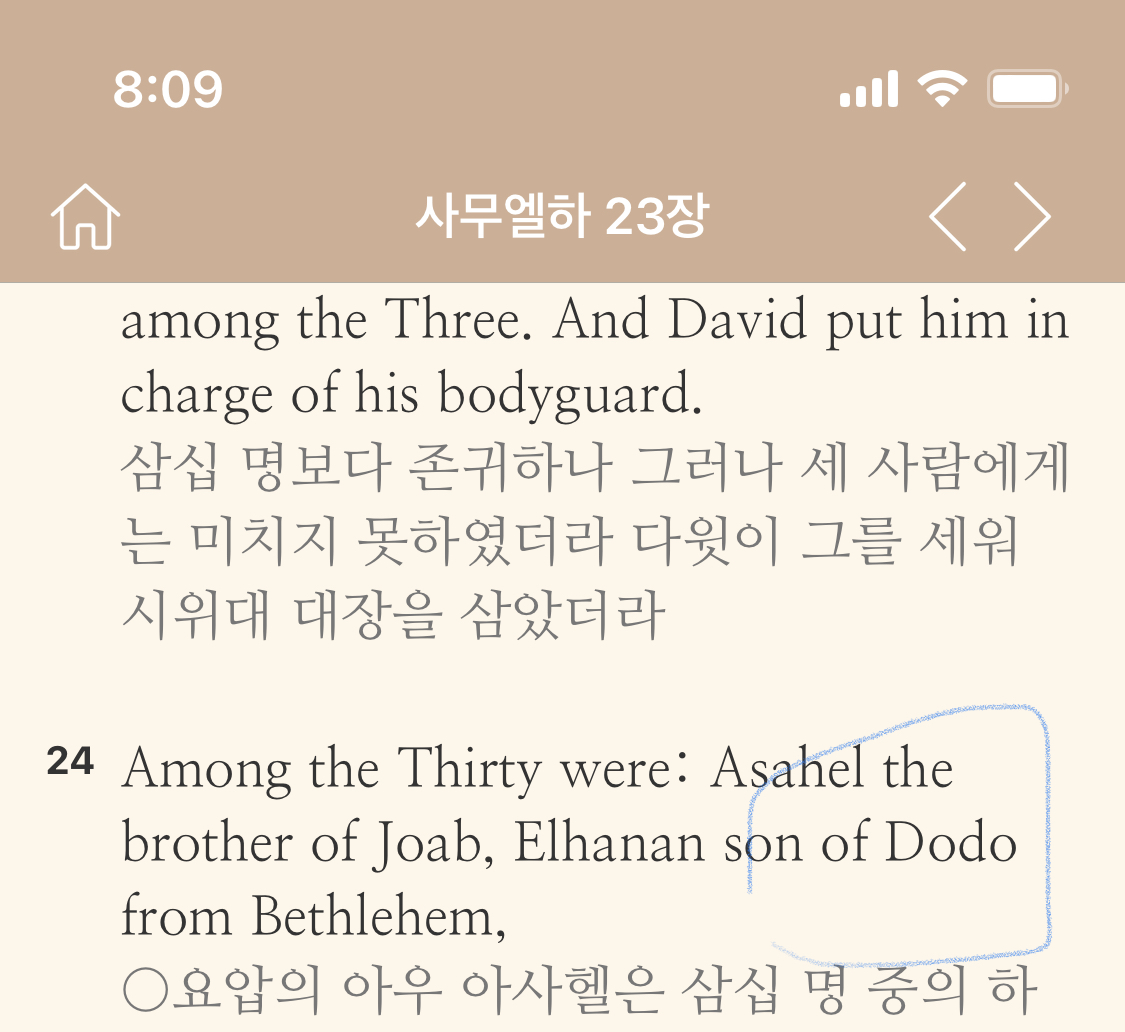 8:09
사무엘하 23장
among the Three. And David put him in
charge of his bodyguard.
삼십 명보다 존귀하나 그러나 세 사람에게
는 미치지 못하였더라 다윗이 그를 세워
시위대 대장을 삼았더라
24 Among the Thirty were: Asahel the
brother of Joab, Elhanan son of Dodo
from Bethlehem,
○요압의 아우 아사헬은 삼십 명 중의 하